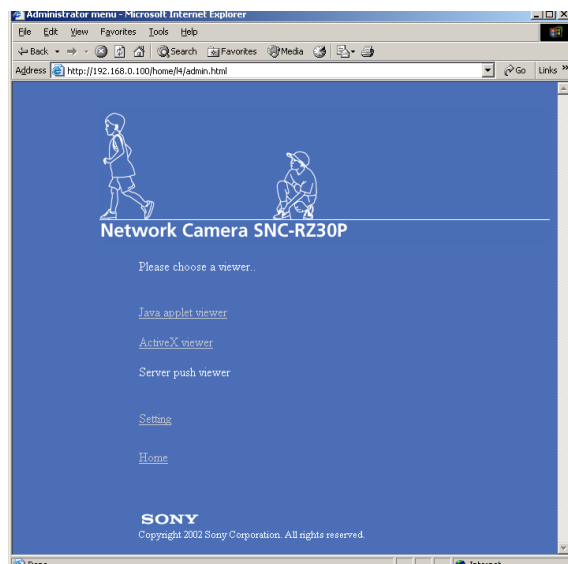 Administrator menu - Microsoft Internet Explorer
File Edit View Favorites Tools Help
Back Search Favorites Media
Address http://192.168.0.100/home/l4/admin.html Go Links »
Network Camera SNC-RZ30P
Please choose a viewer..
Java applet viewer
ActiveX viewer
Server push viewer
Setting
Home
SONY
Copyright 2002 Sony Corporation. All rights reserved.
Done Internet